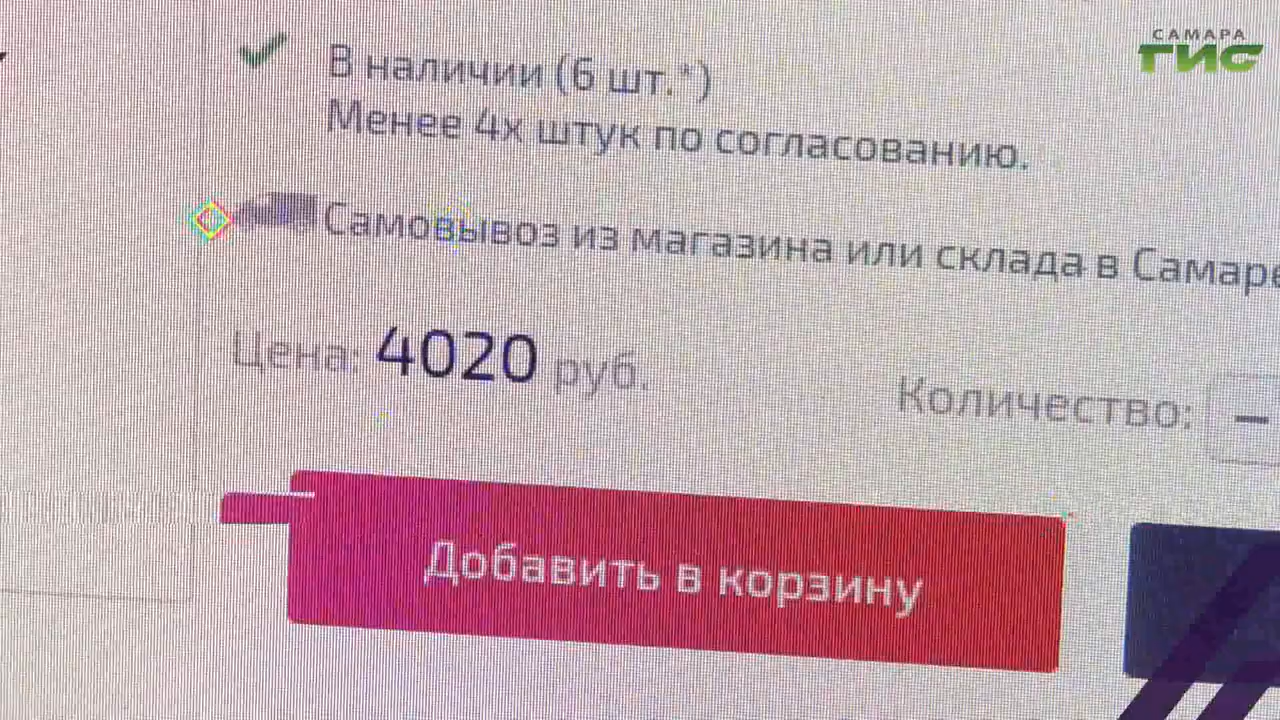 САМАРА
ГИС
В наличии (6 шт.*)
Менее 4х штук по согласованию.
Самовывоз из магазина или склада в Самаре
Цена: 4020 руб.
Количество: −
Добавить в корзину